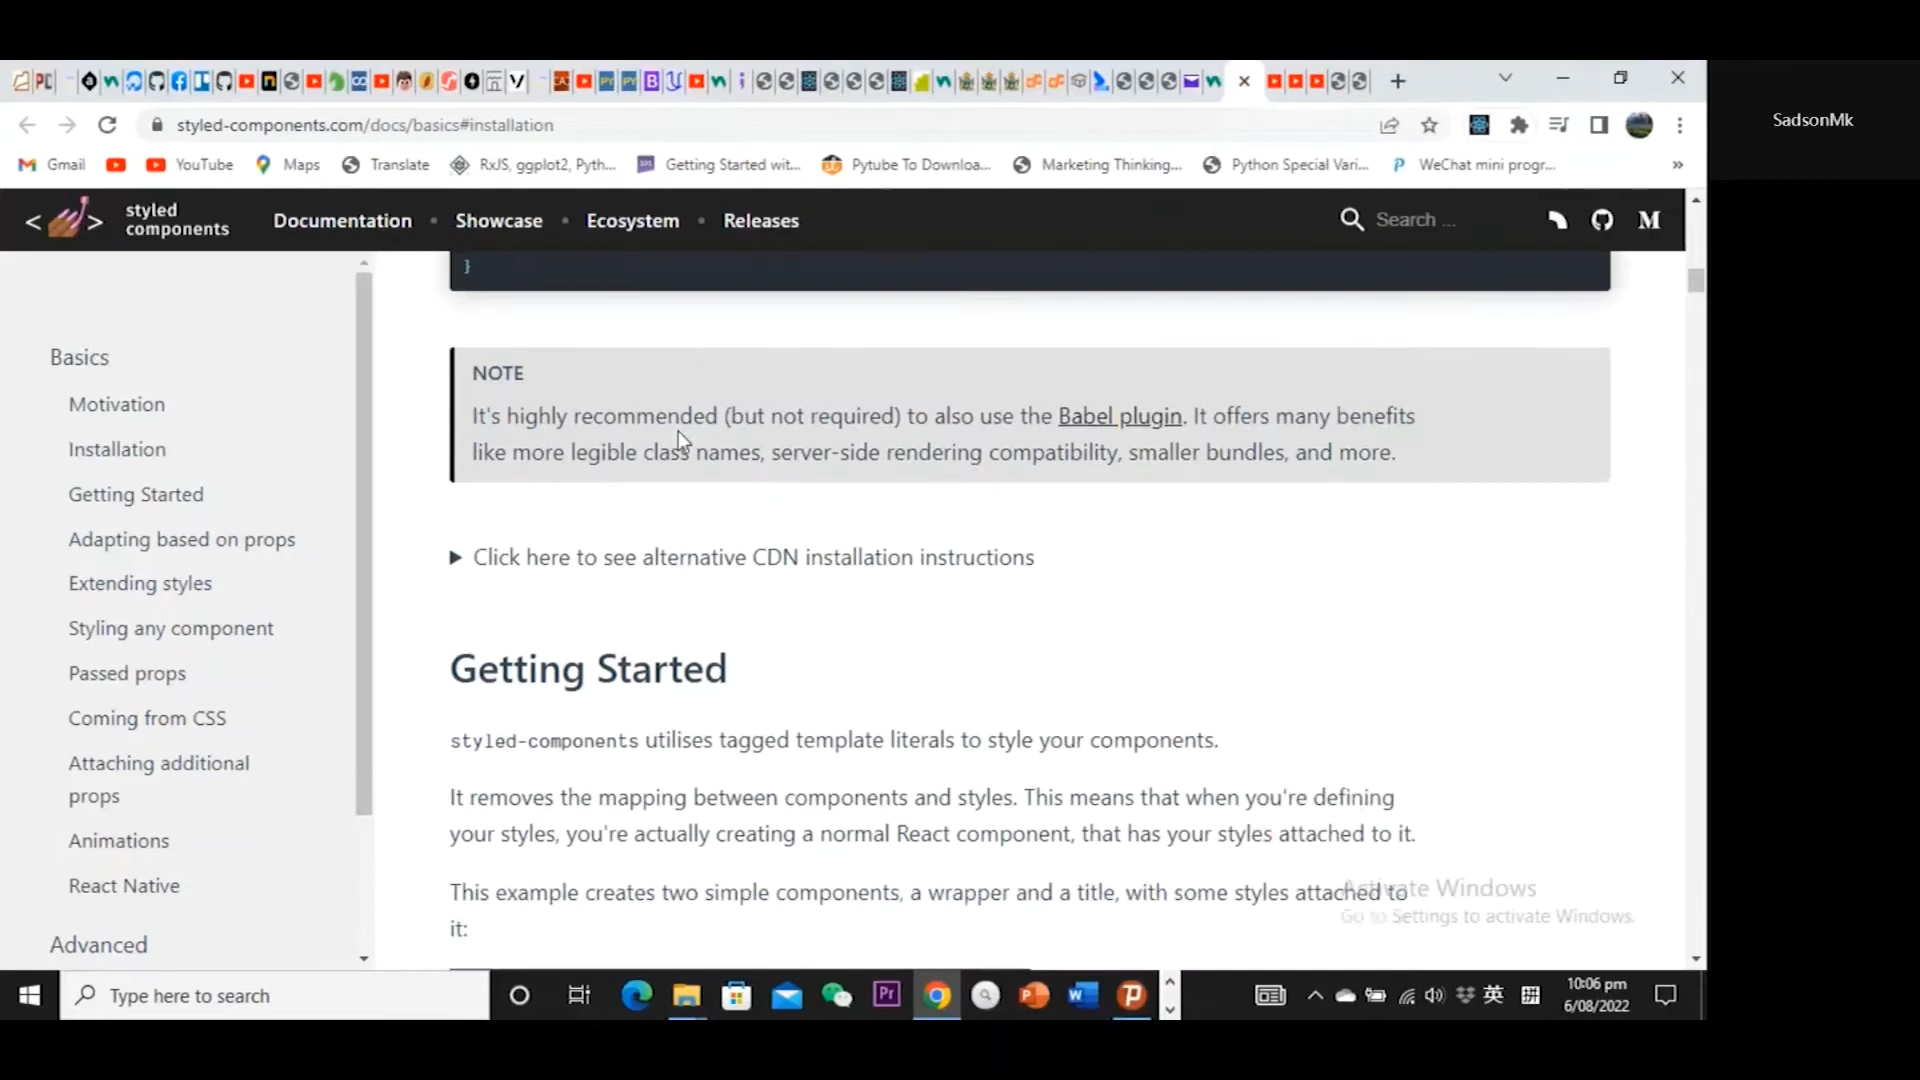 styled-components.com/docs/basics#installation
SadsonMk
Gmail
YouTube
Maps
Translate
RxJS, ggplot2, Pyth...
Getting Started wit...
Pytube To Downloa...
Marketing Thinking,...
Python Special Vari...
WeChat mini progr...
»
styled
components
Documentation
Showcase
Ecosystem
Releases
Search ...
}
Basics
Motivation
Installation
Getting Started
Adapting based on props
Extending styles
Styling any component
Passed props
Coming from CSS
Attaching additional
props
Animations
React Native
Advanced
NOTE
It's highly recommended (but not required) to also use the Babel plugin. It offers many benefits
like more legible class names, server-side rendering compatibility, smaller bundles, and more.
Click here to see alternative CDN installation instructions
Getting Started
styled-components utilises tagged template literals to style your components.
It removes the mapping between components and styles. This means that when you're defining
your styles, you're actually creating a normal React component, that has your styles attached to it.
This example creates two simple components, a wrapper and a title, with some styles attached to
it:
Activate Windows
Go to Settings to activate Windows.
Type here to search
Pr
英
10:06 pm
6/08/2022